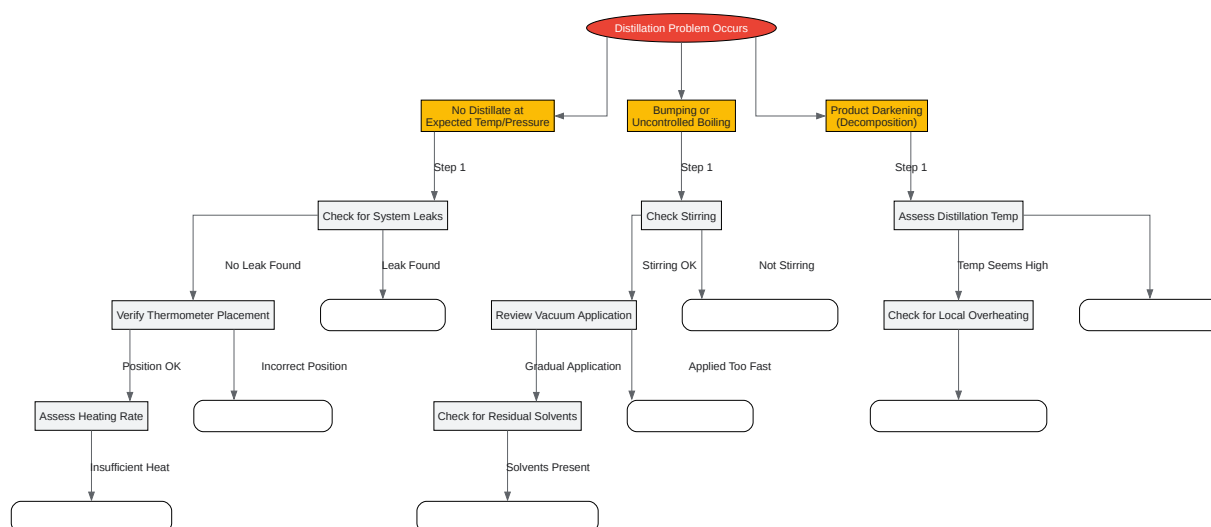 Distillation Problem Occurs
No Distillate at
Expected Temp/Pressure
Bumping or
Uncontrolled Boiling
Product Darkening
(Decomposition)
Step 1
Step 1
Step 1
Check for System Leaks
Check Stirring
Assess Distillation Temp
No Leak Found
Leak Found
Stirring OK
Not Stirring
Temp Seems High
Verify Thermometer Placement
Review Vacuum Application
Check for Local Overheating
Position OK
Incorrect Position
Gradual Application
Applied Too Fast
Assess Heating Rate
Check for Residual Solvents
Insufficient Heat
Solvents Present